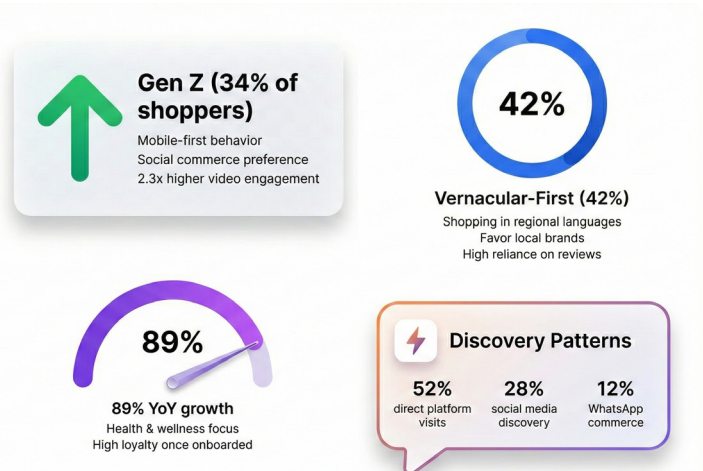 Gen Z (34% of
shoppers)
Mobile-first behavior
Social commerce preference
2.3x higher video engagement
42%
Vernacular-First (42%)
Shopping in regional languages
Favor local brands
High reliance on reviews
89%
89% YoY growth
Health & wellness focus
High loyalty once onboarded
Discovery Patterns
52%
direct platform
visits
28%
social media
discovery
12%
WhatsApp
commerce